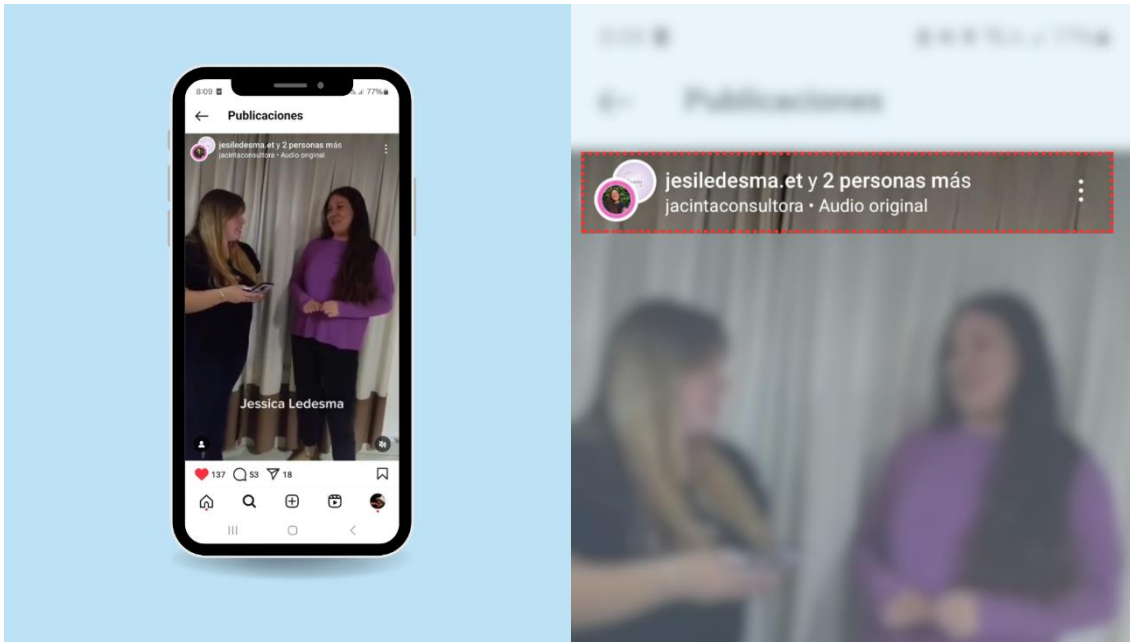 8:09
77%
Publicaciones
jesiledesma.et y 2 personas más
jacintaconsultora • Audio original
Jessica Ledesma
137
53
18
Publicaciones
jesiledesma.et y 2 personas más
jacintaconsultora • Audio original